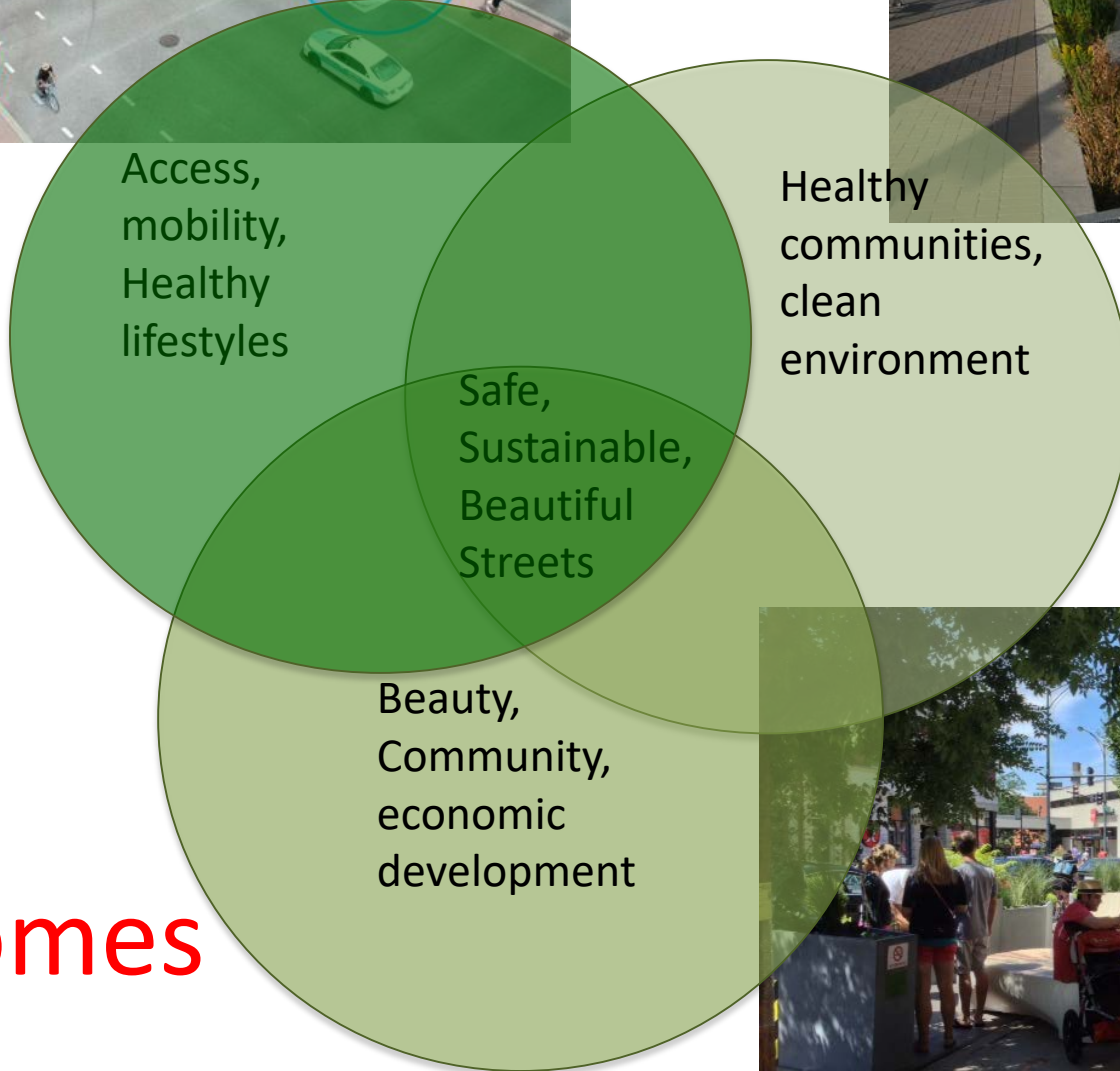 Access,
mobility,
Healthy
lifestyles
Healthy
communities,
clean
environment
Safe,
Sustainable,
Beautiful
Streets
Beauty,
Community,
economic
development
omes